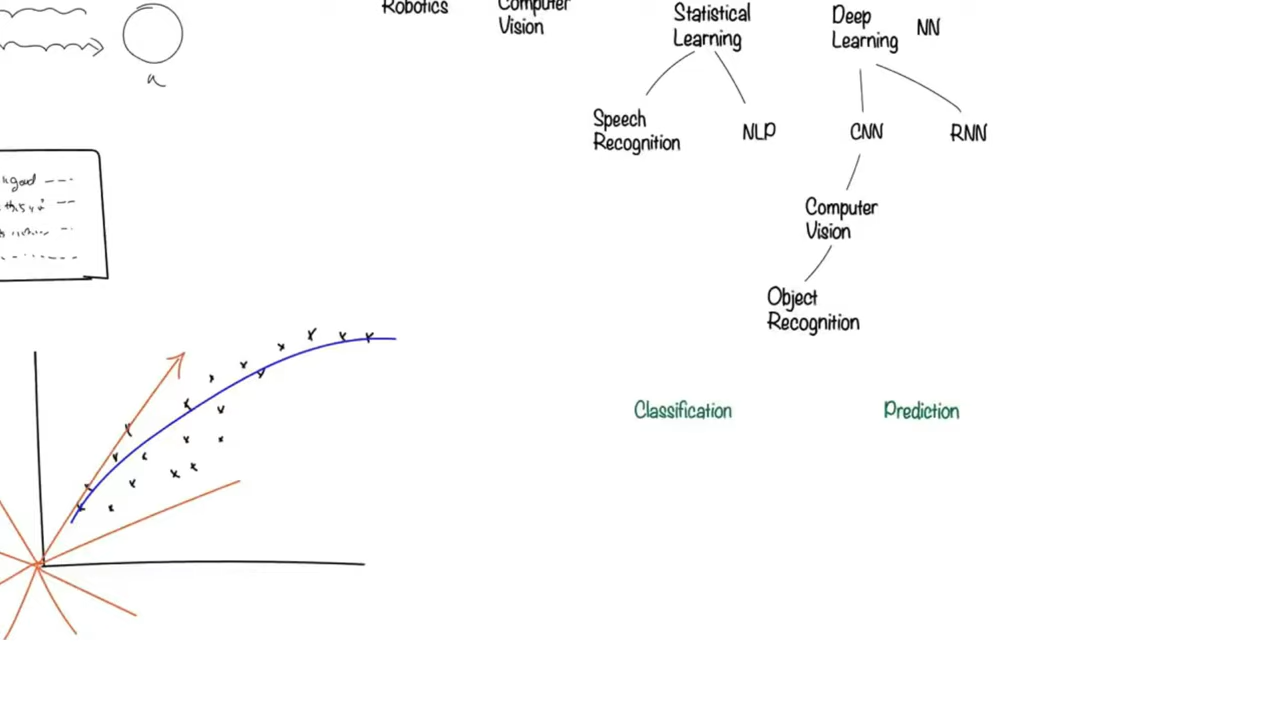 Robotics
Computer
Vision
Statistical
Learning
Deep
Learning
NN
a
Speech
Recognition
NLP
CNN
RNN
Computer
Vision
Object
Recognition
Classification
Prediction